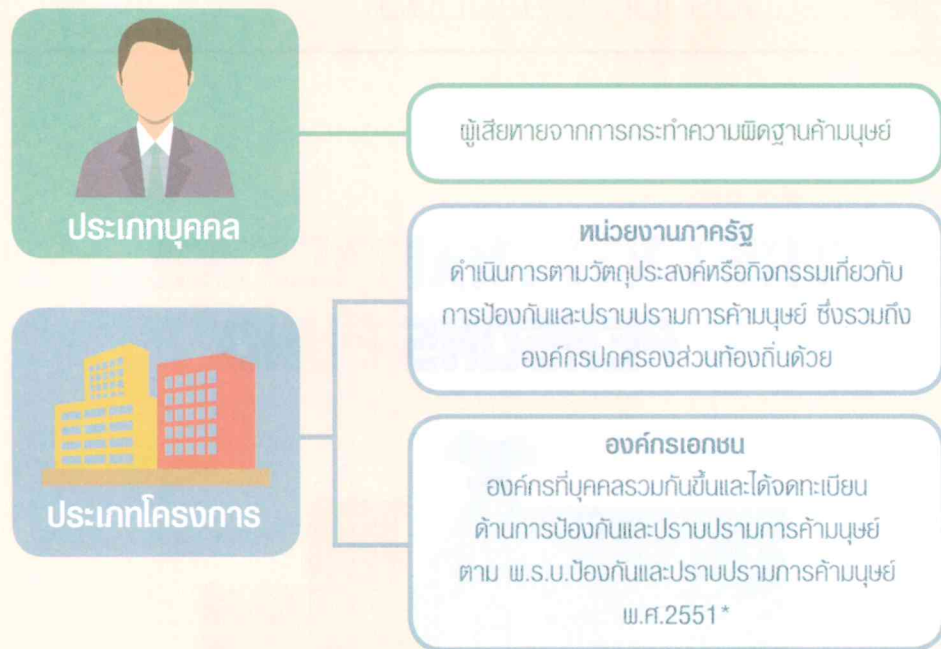 ประเภทบุคคล
ผู้เสียหายจากการกระทำความผิดฐานค้ามนุษย์
ประเภทโครงการ
หน่วยงานภาครัฐ
ดำเนินการตามวัตถุประสงค์หรือกิจกรรมเกี่ยวกับ
การป้องกันและปราบปรามการค้ามนุษย์ ซึ่งรวมถึง
องค์กรปกครองส่วนท้องถิ่นด้วย
องค์กรเอกชน
องค์กรที่บุคคลรวมกันขึ้นและได้จดทะเบียน
ด้านการป้องกันและปราบปรามการค้ามนุษย์
ตาม พ.ร.บ.ป้องกันและปราบปรามการค้ามนุษย์
พ.ศ.2551*